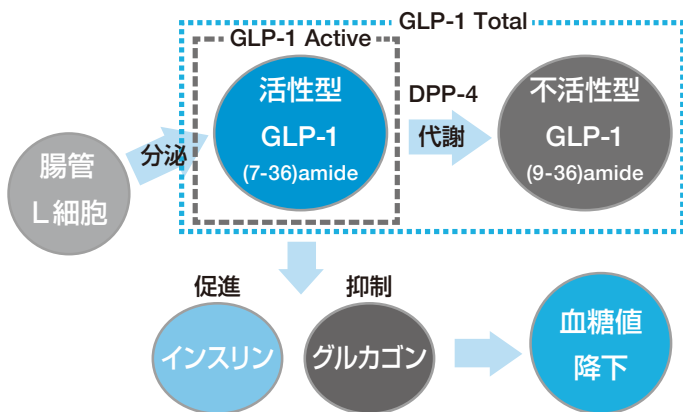 GLP-1 Total
GLP-1 Active
腸管
L細胞
分泌
活性型
GLP-1
(7-36)amide
DPP-4
代謝
不活性型
GLP-1
(9-36)amide
促進
インスリン
抑制
グルカゴン
血糖値
降下